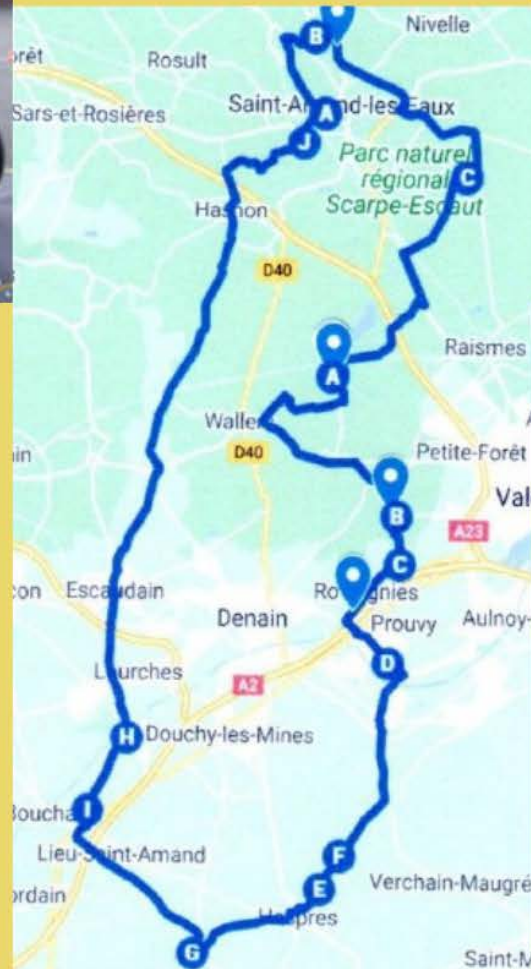 Nivelle
Rosult
B
Sars-et-Rosières
Saint-Amand-les-Eaux
A
J
Parc naturel
régional
Scarpe-Escaut
C
Hasnon
D40
Raismes
A
Waller
D40
Petite-Forêt
B
Val
A23
C
Escaudain
Denain
Prouvy
Aulnoy-
D
Lourches
A2
H
Douchy-les-Mines
I
Boucha
Lieu-Saint-Amand
F
E
Verchain-Maugré
Haspres
G
Saint-M